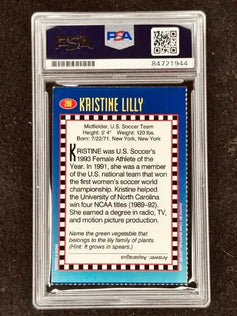 PSA
84721944
KRISTINE LILLY
Midfielder, U.S. Soccer Team
Height: 5' 4" Weight: 120 lbs.
Born: 7/22/71, New York, New York
KRISTINE was U.S. Soccer's
1993 Female Athlete of the
Year. In 1991, she was a
member of the U.S. national team that
won the first women's soccer world
championship. Kristine helped
the University of North Carolina
win four NCAA titles (1989–92).
She earned a degree in radio, TV,
and motion picture production.
Name the green vegetable that
belongs to the lily family of plants.
(Hint: It grows in spears.)
Answer: Asparagus